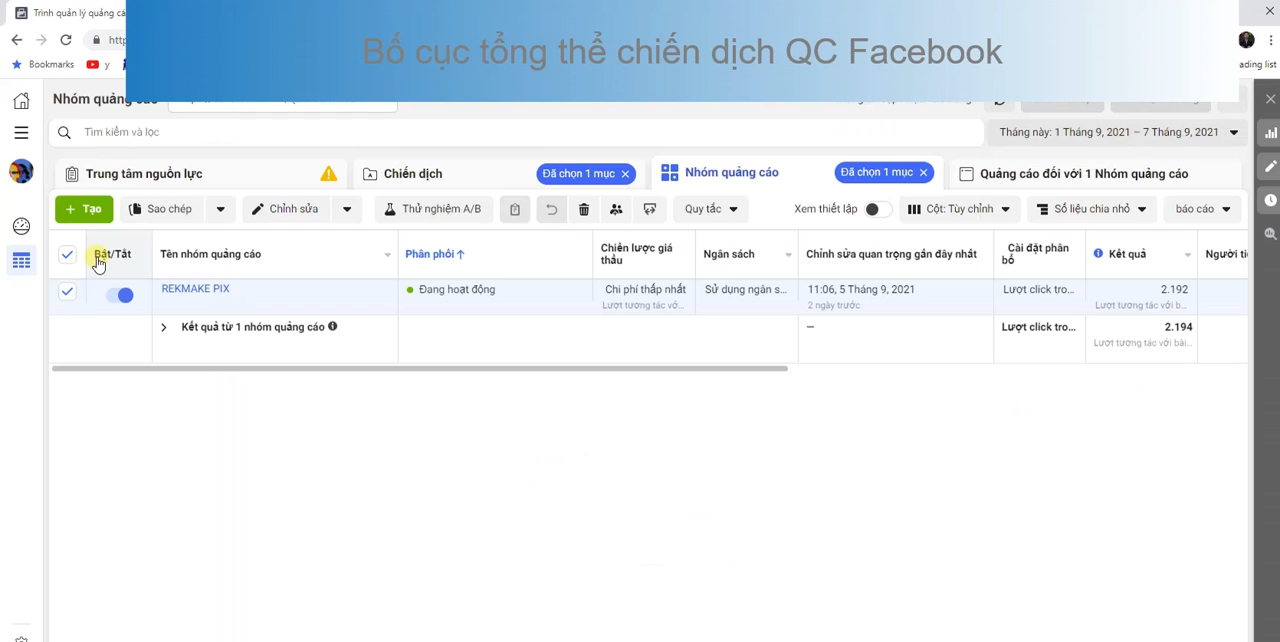 Trình quản lý quảng cá
Bố cục tổng thể chiến dịch QC Facebook
http
Bookmarks
y
ading list
Nhóm quảng cáo
Tìm kiếm và lọc
Tháng này: 1 Tháng 9, 2021 – 7 Tháng 9, 2021
Trung tâm nguồn lực
Chiến dịch
Đã chọn 1 mục
Nhóm quảng cáo
Đã chọn 1 mục
Quảng cáo đối với 1 Nhóm quảng cáo
+ Tạo
Sao chép
Chỉnh sửa
Thử nghiệm A/B
Quy tắc
Xem thiết lập
Cột: Tùy chỉnh
Số liệu chia nhỏ
báo cáo
Bật/Tắt
Tên nhóm quảng cáo
Phân phối↑
Chiến lược giá thầu
Ngân sách
Chỉnh sửa quan trọng gần đây nhất
Cài đặt phân bổ
Kết quả
Người ti
REKMAKE PIX
Đang hoạt động
Chi phí thấp nhất
Lượt tương tác vớ...
Sử dụng ngân s...
11:06, 5 Tháng 9, 2021
2 ngày trước
Lượt click tro...
2.192
Lượt tương tác với b...
Kết quả từ 1 nhóm quảng cáo
—
Lượt click tro...
2.194
Lượt tương tác với bài...